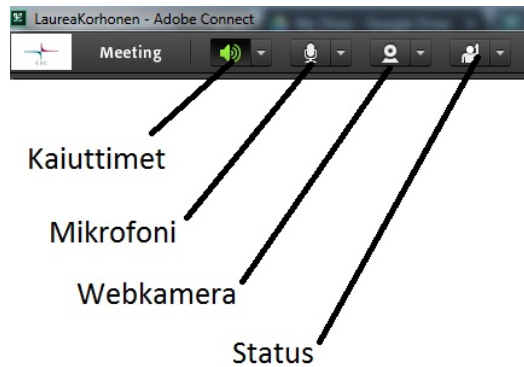 LaureaKorhonen - Adobe Connect
Meeting
Kaiuttimet
Mikrofoni
Webkamera
Status